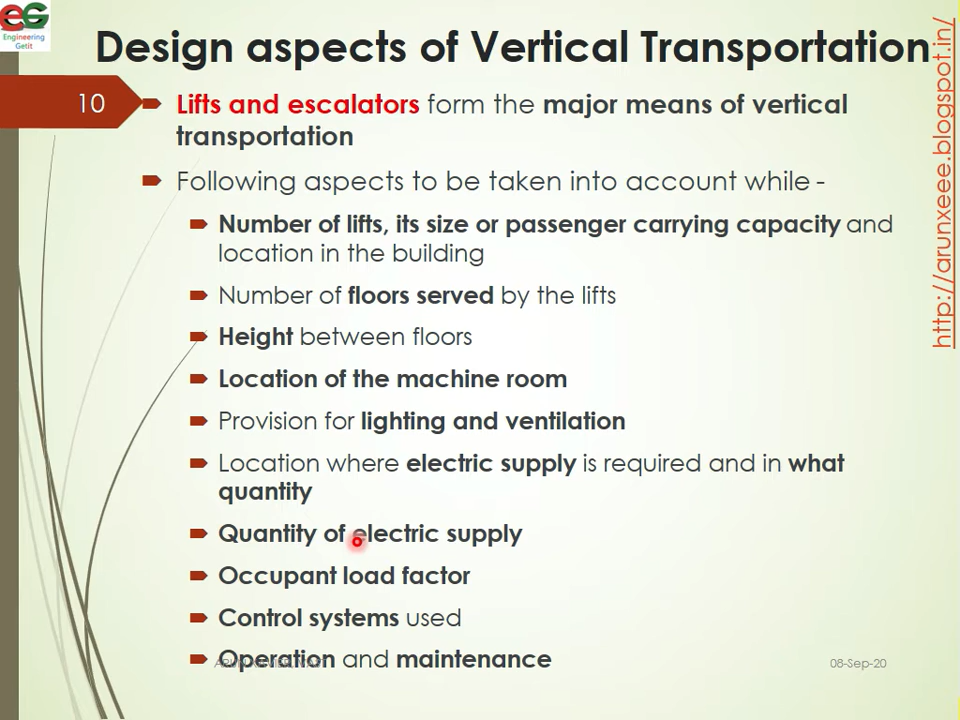 Engineering
Getit
Design aspects of Vertical Transportation
http://arunxeee.blogspot.in/
10
Lifts and escalators form the major means of vertical
transportation
Following aspects to be taken into account while -
Number of lifts, its size or passenger carrying capacity and
location in the building
Number of floors served by the lifts
Height between floors
Location of the machine room
Provision for lighting and ventilation
Location where electric supply is required and in what
quantity
Quantity of electric supply
Occupant load factor
Control systems used
Operation and maintenance
08-Sep-20